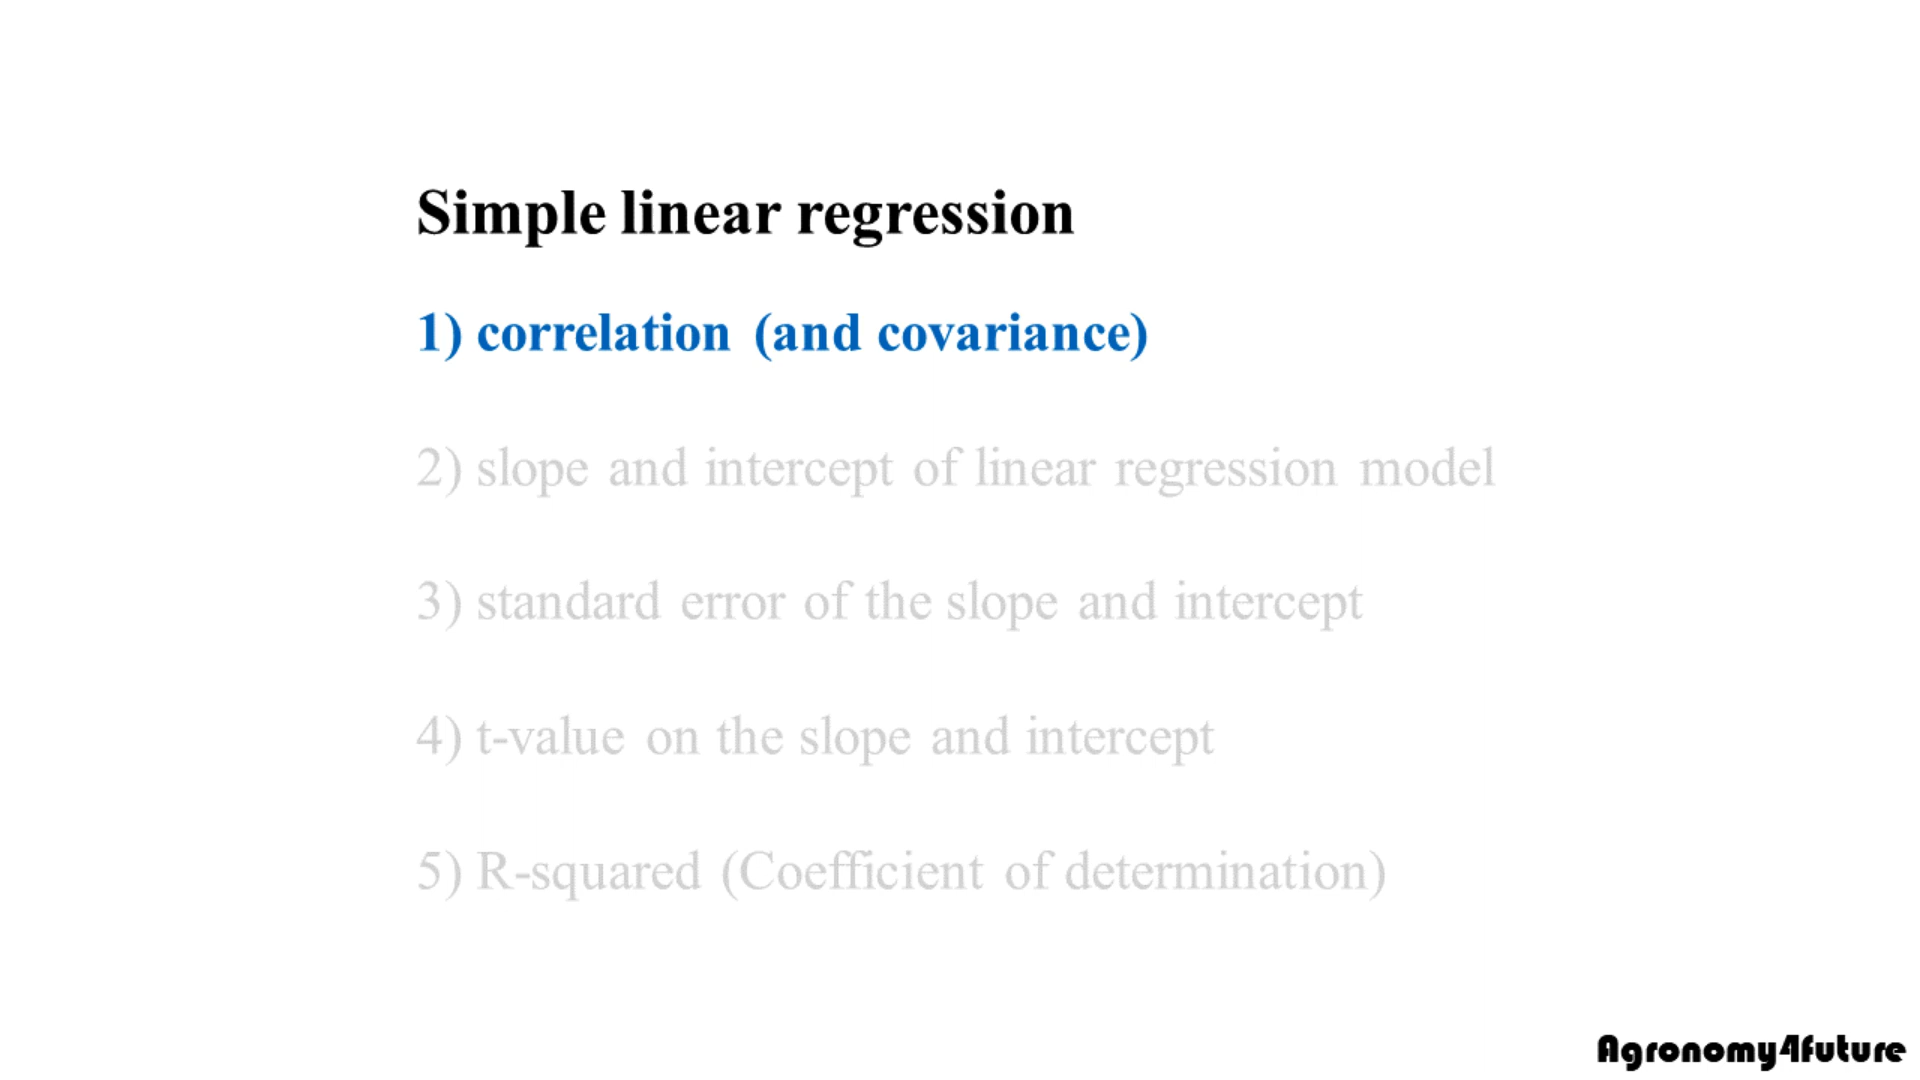 Simple linear regression
1) correlation (and covariance)
2) slope and intercept of linear regression model
3) standard error of the slope and intercept
4) t-value on the slope and intercept
5) R-squared (Coefficient of determination)
Agronomy4future